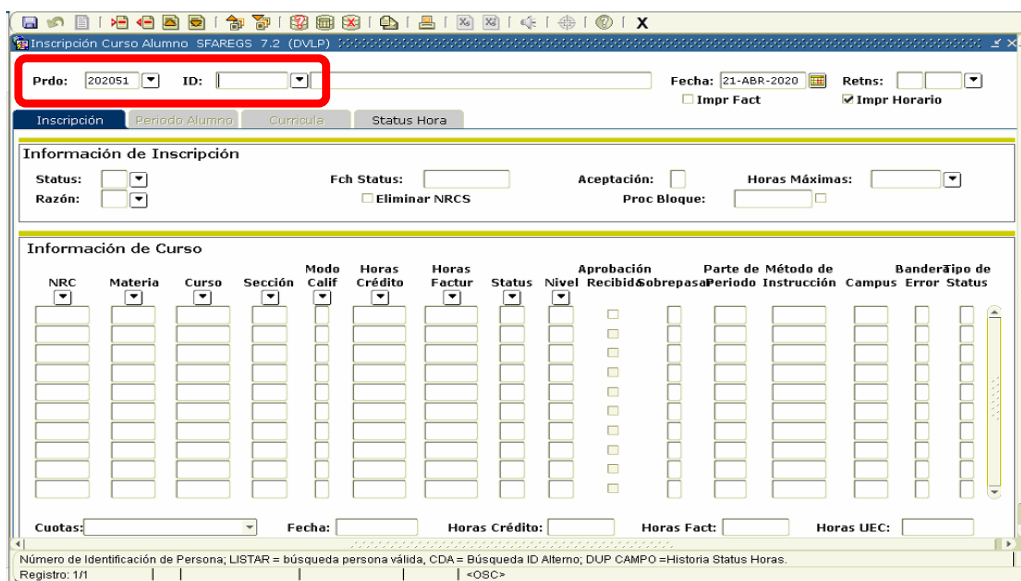 X
Inscripción Curso Alumno SFAREGS 7.2 (DVLP)
Prdo: 202051 ID: Fecha: 21-ABR-2020 Retns:
Impr Fact Impr Horario
Inscripción Periodo Alumno Curricula Status Hora
Información de Inscripción
Status: Fch Status: Aceptación: Horas Máximas:
Razón: Eliminar NRCS Proc Bloque:
Información de Curso
Modo Horas Horas Aprobación Parte de Método de Bandera Tipo de
NRC Materia Curso Sección Calif Crédito Factur Status Nivel Recibida Sobrepasa Periodo Instrucción Campus Error Status
Cuotas: Fecha: Horas Crédito: Horas Fact: Horas UEC:
Número de Identificación de Persona; LISTAR = búsqueda persona válida, CDA = Búsqueda ID Alterno; DUP CAMPO =Historia Status Horas.
Registro: 1/1 <OSC>